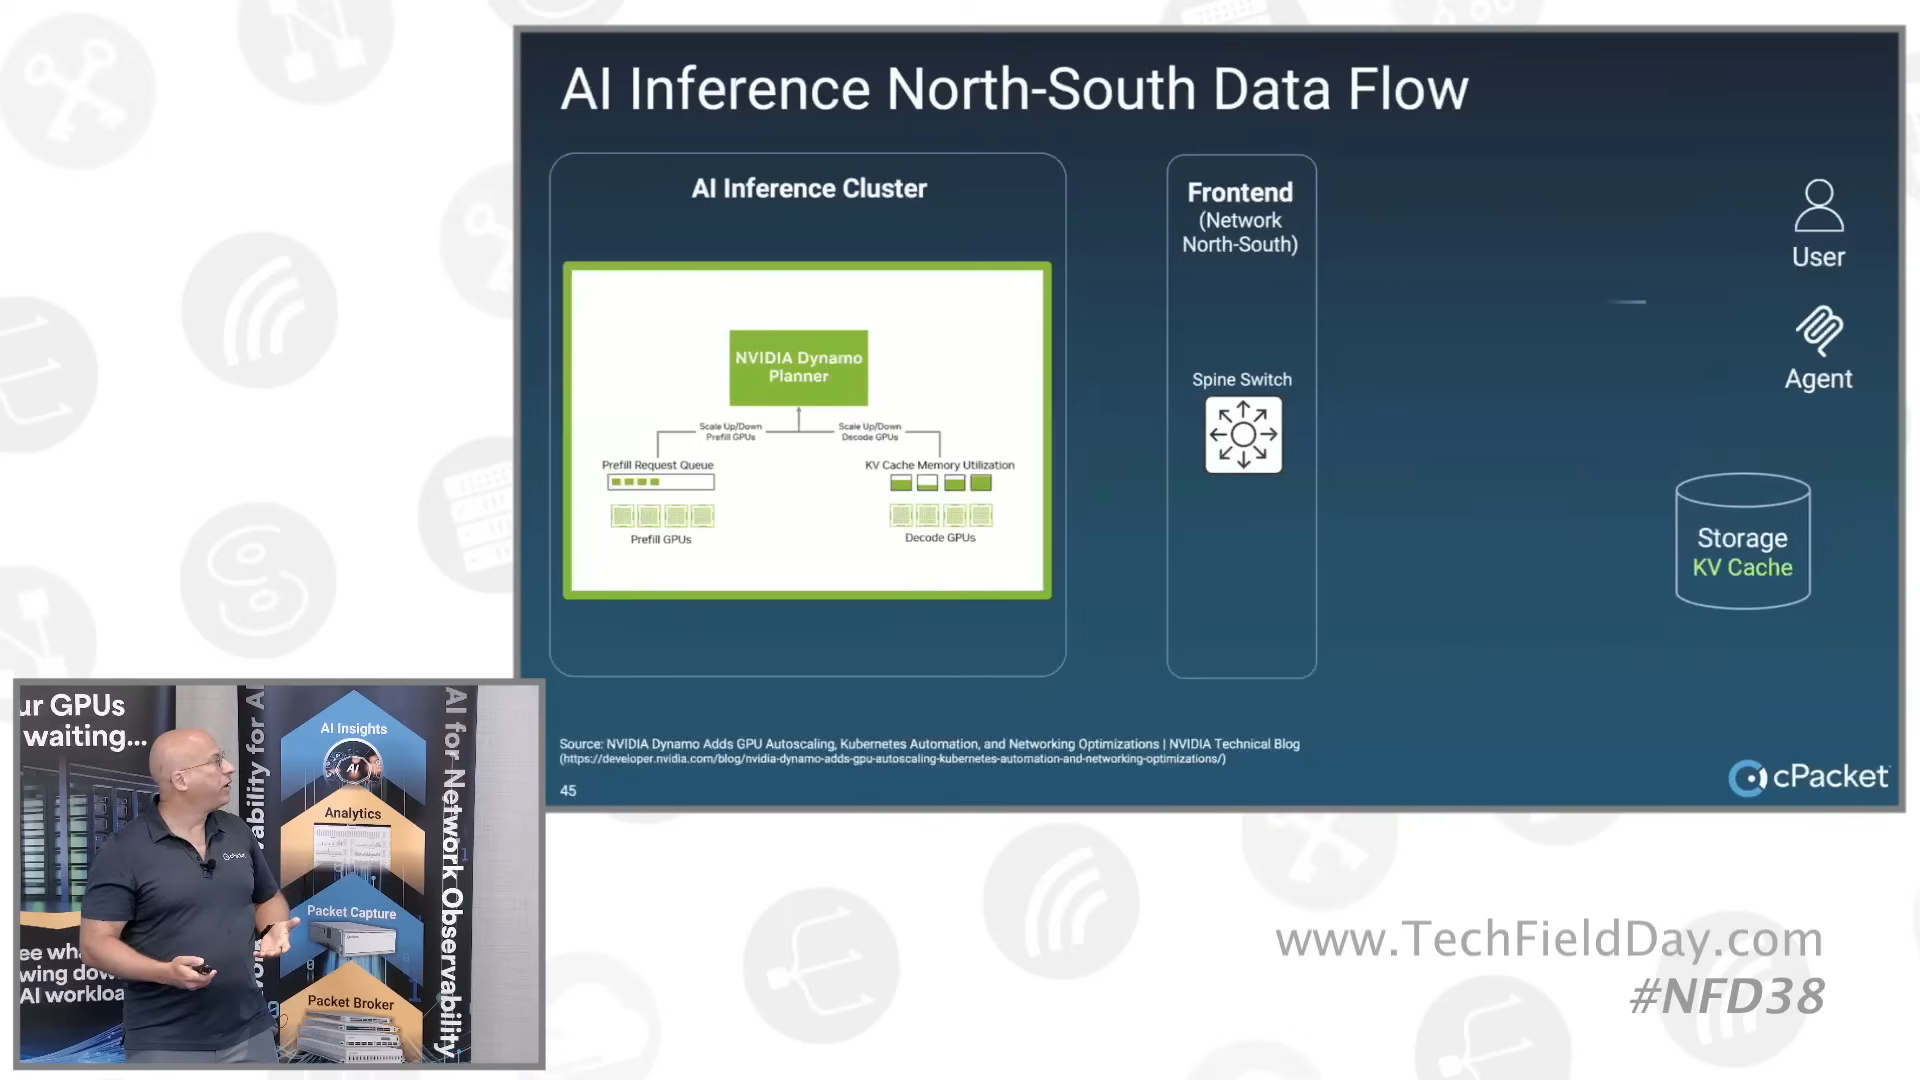 AI Inference North-South Data Flow
AI Inference Cluster
NVIDIA Dynamo
Planner
Scale Up/Down
Prefill GPUs
Scale Up/Down
Decode GPUs
Prefill Request Queue
KV Cache Memory Utilization
Prefill GPUs
Decode GPUs
Frontend
(Network
North-South)
Spine Switch
User
Agent
Storage
KV Cache
Source: NVIDIA Dynamo Adds GPU Autoscaling, Kubernetes Automation, and Networking Optimizations | NVIDIA Technical Blog
(https://developer.nvidia.com/blog/nvidia-dynamo-adds-gpu-autoscaling-kubernetes-automation-and-networking-optimizations/)
45
cPacket
ur GPUs
waiting...
AI workloa
AI Insights
AI
Analytics
Packet Capture
Packet Broker
AI for Network Observability
www.TechFieldDay.com
#NFD38